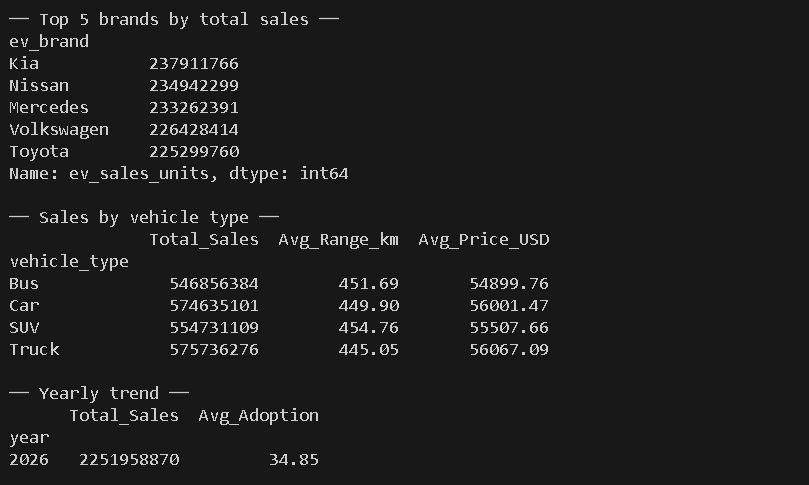 ── Top 5 brands by total sales ──
ev_brand
Kia           237911766
Nissan        234942299
Mercedes      233262391
Volkswagen    226428414
Toyota        225299760
Name: ev_sales_units, dtype: int64
── Sales by vehicle type ──
              Total_Sales  Avg_Range_km  Avg_Price_USD
vehicle_type
Bus             546856384        451.69       54899.76
Car             574635101        449.90       56001.47
SUV             554731109        454.76       55507.66
Truck           575736276        445.05       56067.09
── Yearly trend ──
      Total_Sales  Avg_Adoption
year
2026   2251958870         34.85